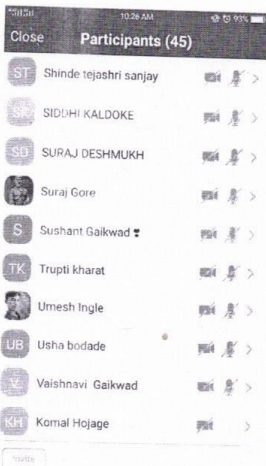 10:26 AM 93%
Close Participants (45)
ST Shinde tejashri sanjay
SK SIDDHI KALDOKE
SD SURAJ DESHMUKH
Suraj Gore
S Sushant Gaikwad ❣
TK Trupti kharat
Umesh Ingle
UB Usha bodade
V Vaishnavi Gaikwad
KH Komal Hojage
Invite